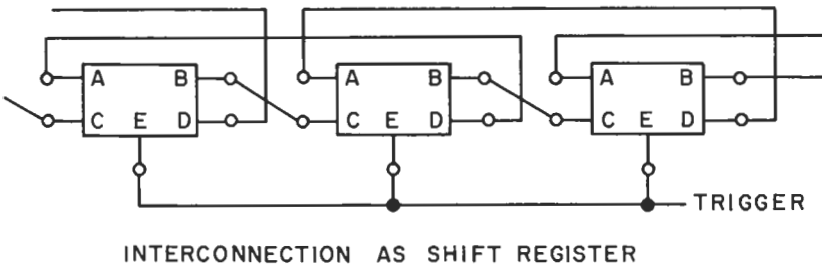 A B A B A B
C E D C E D C E D
TRIGGER
INTERCONNECTION AS SHIFT REGISTER